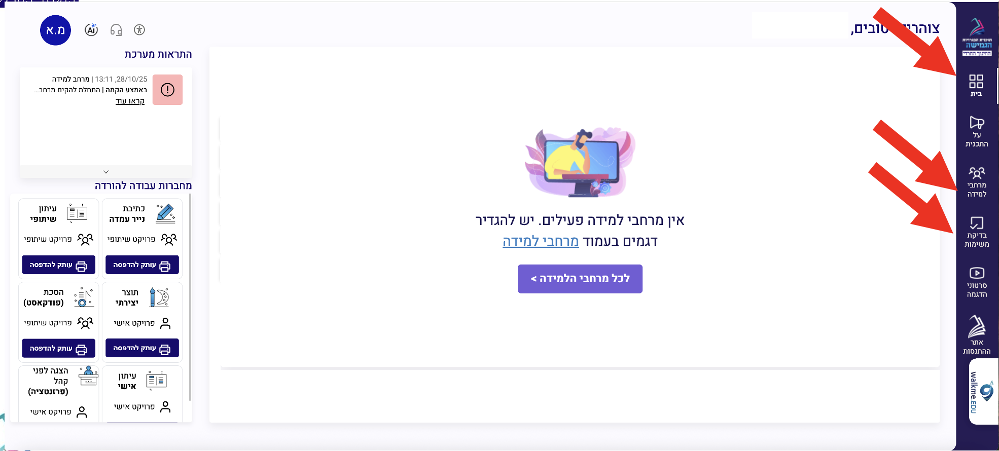 צוהריי
טובים,
תוכנית הבגרויות
הגמישה
החינוך החרדי
בית
על
התכנית
מרחבי
למידה
בדיקת
משימות
סרטוני
הדגמה
אתר
ההתנסות
walkme.EDU
אין מרחבי למידה פעילים. יש להגדיר
דגמים בעמוד מרחבי למידה
לכל מרחבי הלמידה >
מ.א
AI
התראות מערכת
28/10/25, 13:11 | מרחב למידה
באמצע הקמה | התחלת להקים מרחב...
קראו עוד
מחברות עבודה להורדה
כתיבת
נייר עמדה
פרויקט שיתופי
עותק להדפסה
עיתון
שיתופי
פרויקט שיתופי
עותק להדפסה
תוצר
יצירתי
פרויקט אישי
עותק להדפסה
הסכת
(פודקאסט)
פרויקט שיתופי
עותק להדפסה
עיתון
אישי
פרויקט אישי
הצגה לפני
קהל
(פרזנטציה)
פרויקט אישי